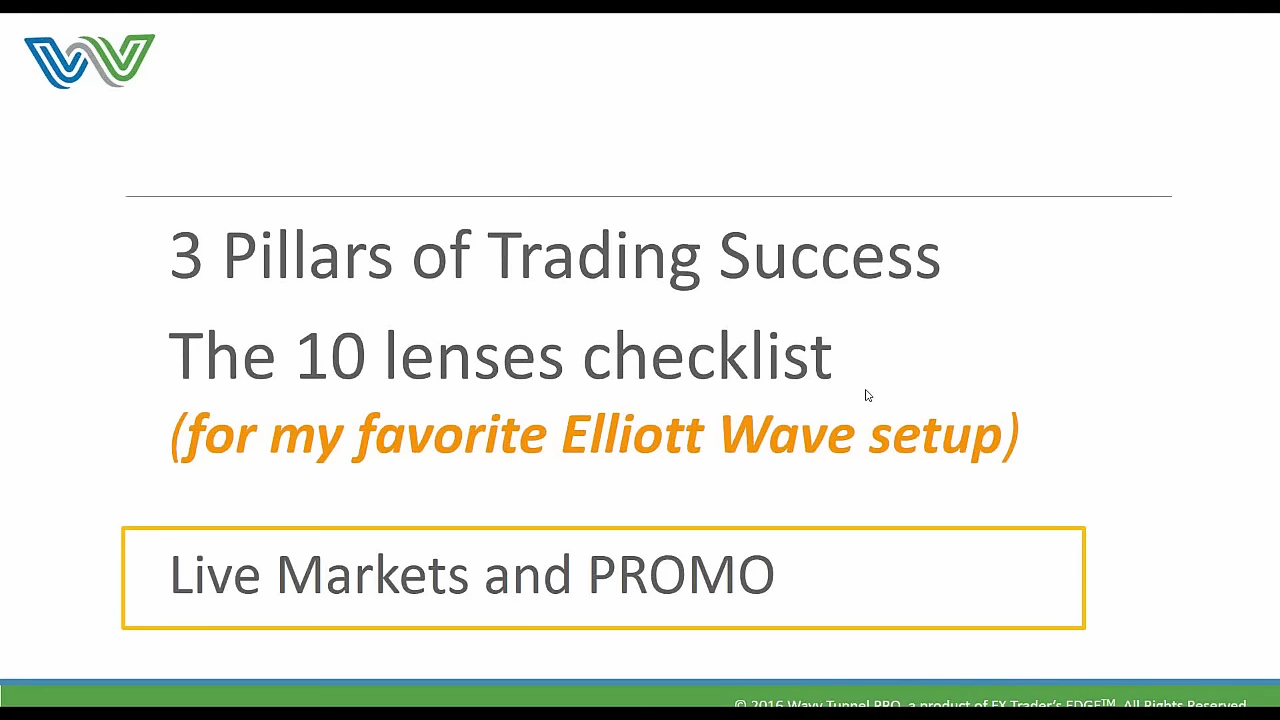 3 Pillars of Trading Success
The 10 lenses checklist
(for my favorite Elliott Wave setup)
Live Markets and PROMO
© 2016 Wavy Tunnel PRO, a product of FX Trader's EDGE™. All Rights Reserved.